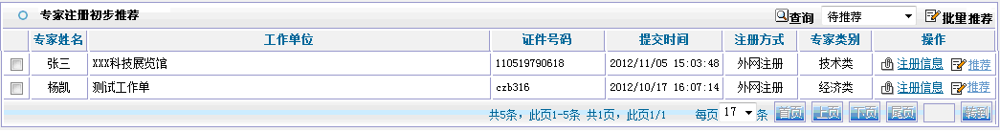 专家注册初步推荐 查询 待推荐 批量推荐
专家姓名 工作单位 证件号码 提交时间 注册方式 专家类别 操作
张三 XXX科技展览馆 110519790618 2012/11/05 15:03:48 外网注册 技术类 注册信息 推荐
杨凯 测试工作单 czb316 2012/10/17 16:07:14 外网注册 经济类 注册信息 推荐
共5条，此页1-5条 共1页，此页1/1 每页 17 条 首页 上页 下页 尾页 转到